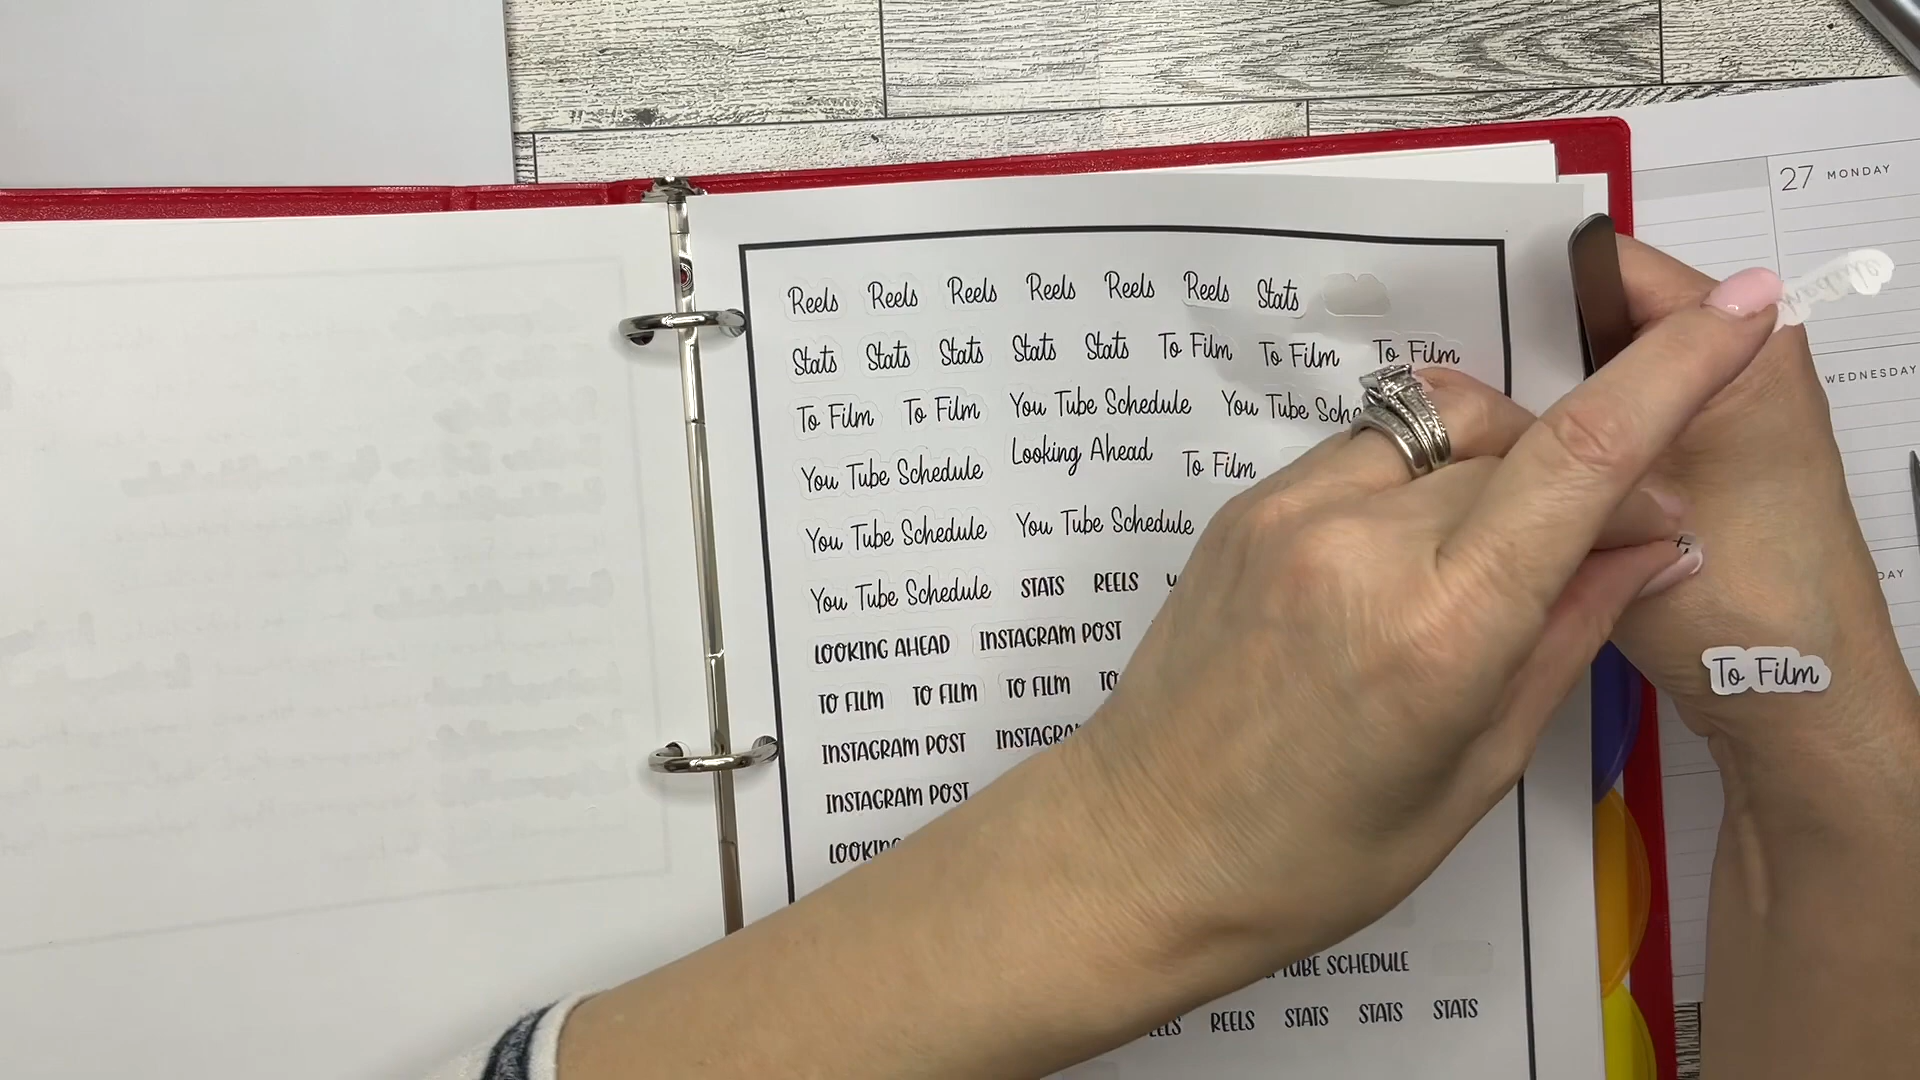 Reels Reels Reels Reels Reels Reels Stats
Stats Stats Stats Stats Stats To Film To Film To Film
To Film To Film You Tube Schedule You Tube
You Tube Schedule Looking Ahead To Film
You Tube Schedule You Tube Schedule
You Tube Schedule STATS REELS
LOOKING AHEAD INSTAGRAM POST
TO FILM TO FILM TO FILM TO
INSTAGRAM POST
INSTAGRAM POST
TUBE SCHEDULE
REELS STATS STATS STATS
To Film
27 MONDAY
WEDNESDAY